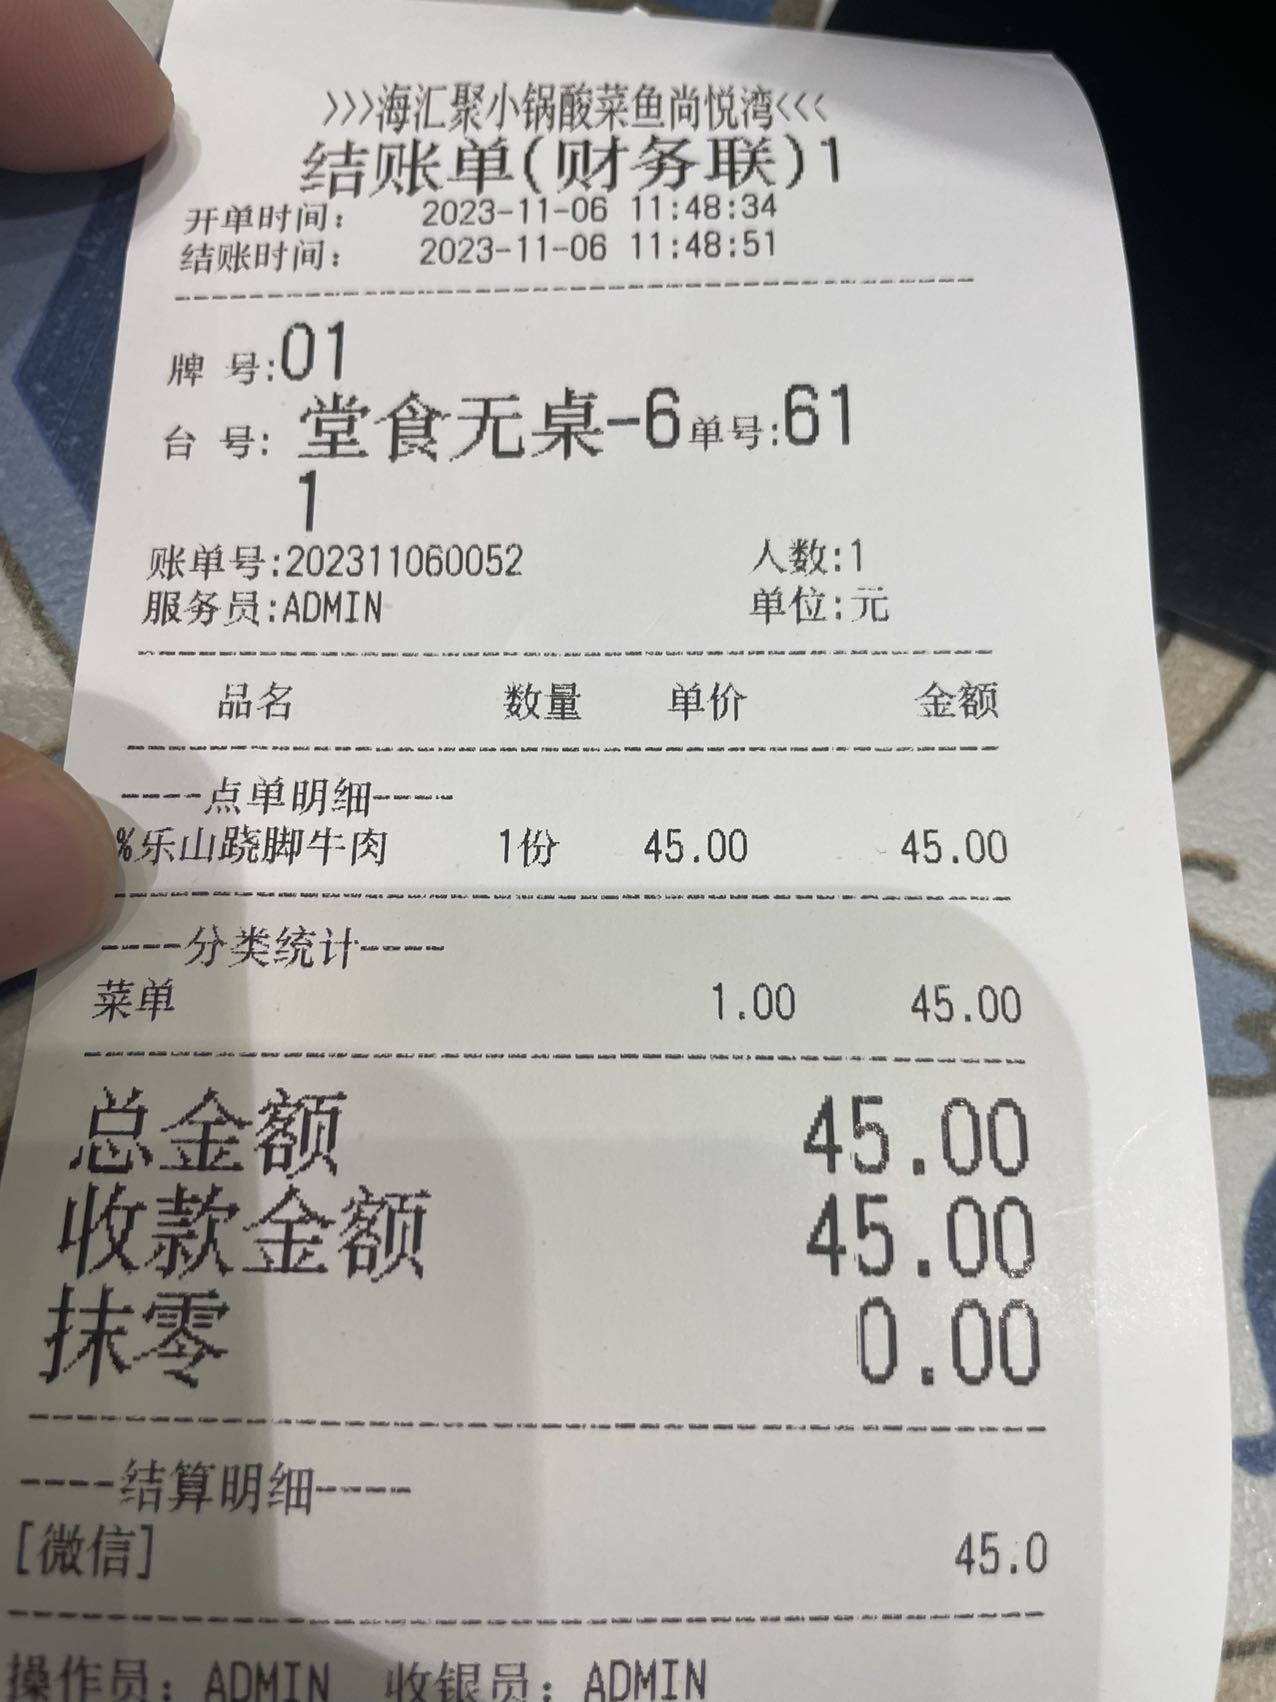 >>>海汇聚小锅酸菜鱼尚悦湾<<<
结账单(财务联)1
开单时间: 2023-11-06 11:48:34
结账时间: 2023-11-06 11:48:51
牌 号:01
台 号: 堂食无桌-6单号:61
1
账单号:202311060052 人数:1
服务员:ADMIN 单位:元
品名 数量 单价 金额
----点单明细----
%乐山跷脚牛肉 1份 45.00 45.00
----分类统计----
菜单 1.00 45.00
总金额 45.00
收款金额 45.00
抹零 0.00
----结算明细----
[微信] 45.0
操作员: ADMIN 收银员: ADMIN